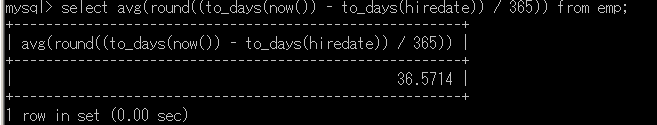 mysql> select avg(round((to_days(now()) - to_days(hiredate)) / 365)) from emp;
+--------------------------------------------------------+
| avg(round((to_days(now()) - to_days(hiredate)) / 365)) |
+--------------------------------------------------------+
|                                                36.5714 |
+--------------------------------------------------------+
1 row in set (0.00 sec)